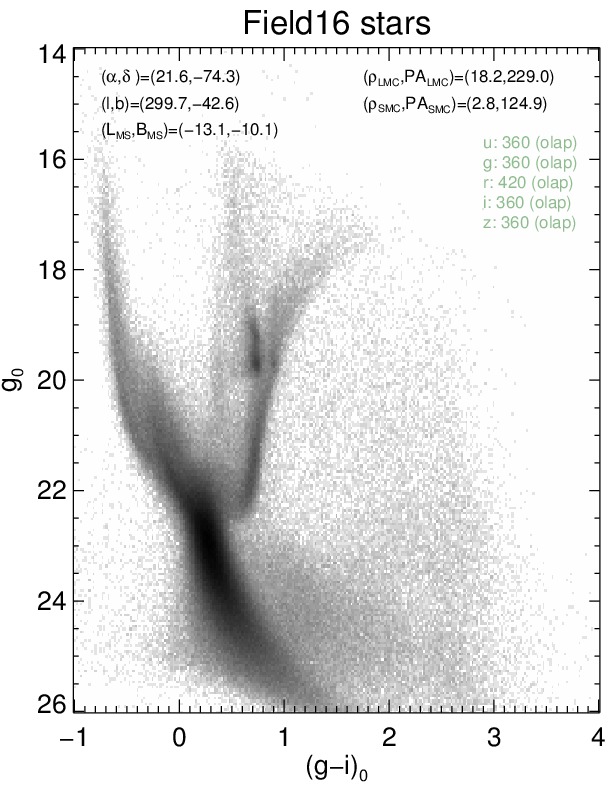 Field16 stars
(α,δ )=(21.6,−74.3)
(ρLMC,PALMC)=(18.2,229.0)
(l,b)=(299.7,−42.6)
(ρSMC,PASMC)=(2.8,124.9)
(LMS,BMS)=(−13.1,−10.1)
u: 360 (olap)
g: 360 (olap)
r: 420 (olap)
i: 360 (olap)
z: 360 (olap)
14
16
18
20
22
24
26
g0
−1 0 1 2 3 4
(g−i)0